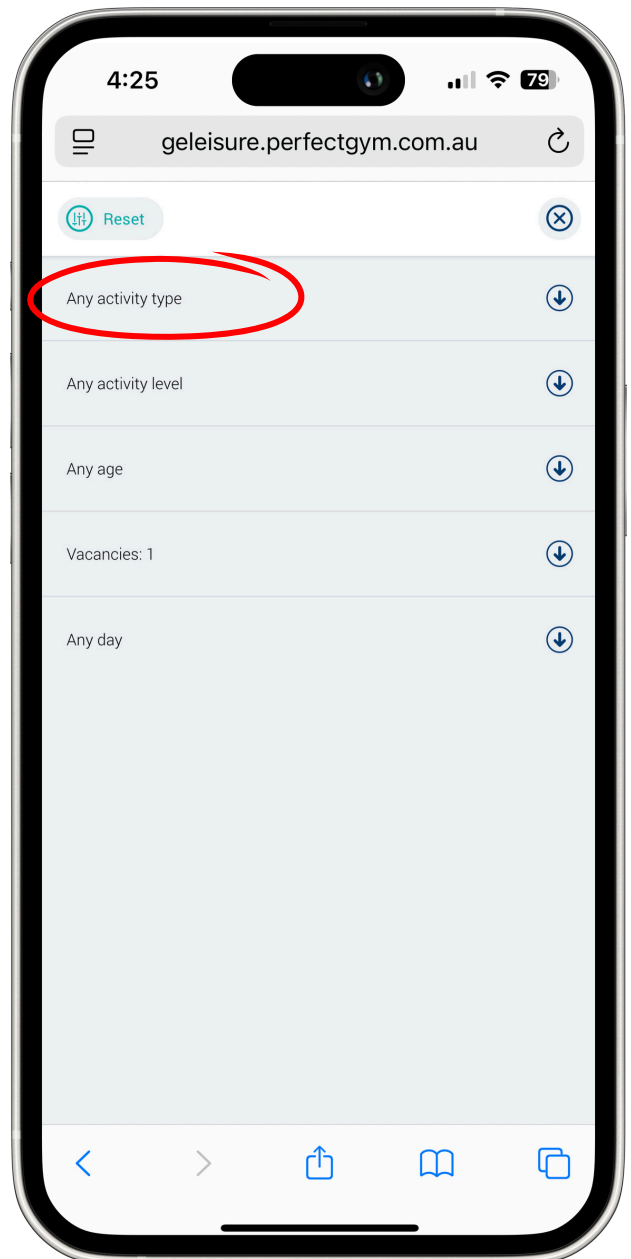 4:25
79
geleisure.perfectgym.com.au
Reset
Any activity type
Any activity level
Any age
Vacancies: 1
Any day